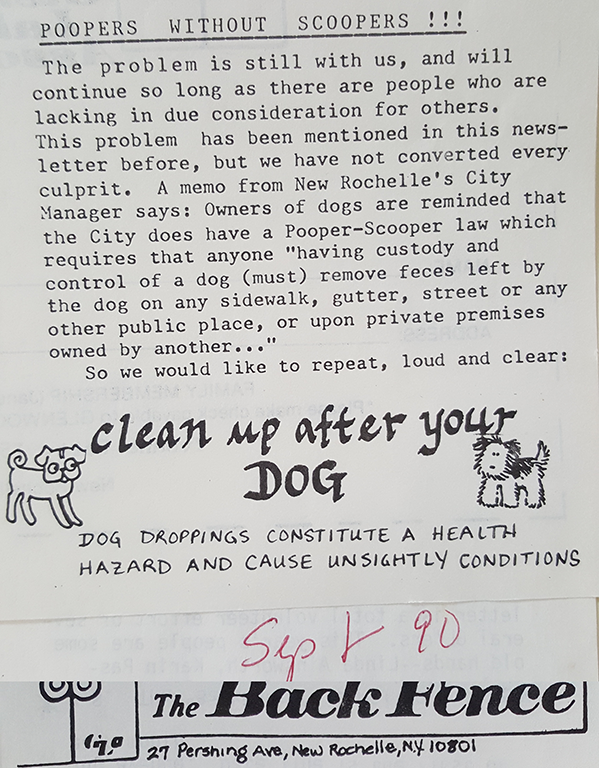 POOPERS WITHOUT SCOOPERS !!!
The problem is still with us, and will
continue so long as there are people who are
lacking in due consideration for others.
This problem has been mentioned in this news-
letter before, but we have not converted every
culprit. A memo from New Rochelle's City
Manager says: Owners of dogs are reminded that
the City does have a Pooper-Scooper law which
requires that anyone "having custody and
control of a dog (must) remove feces left by
the dog on any sidewalk, gutter, street or any
other public place, or upon private premises
owned by another..."
So we would like to repeat, loud and clear:
clean up after your
DOG
DOG DROPPINGS CONSTITUTE A HEALTH
HAZARD AND CAUSE UNSIGHTLY CONDITIONS
Sept 90
The Back Fence
27 Pershing Ave, New Rochelle, N.Y. 10801